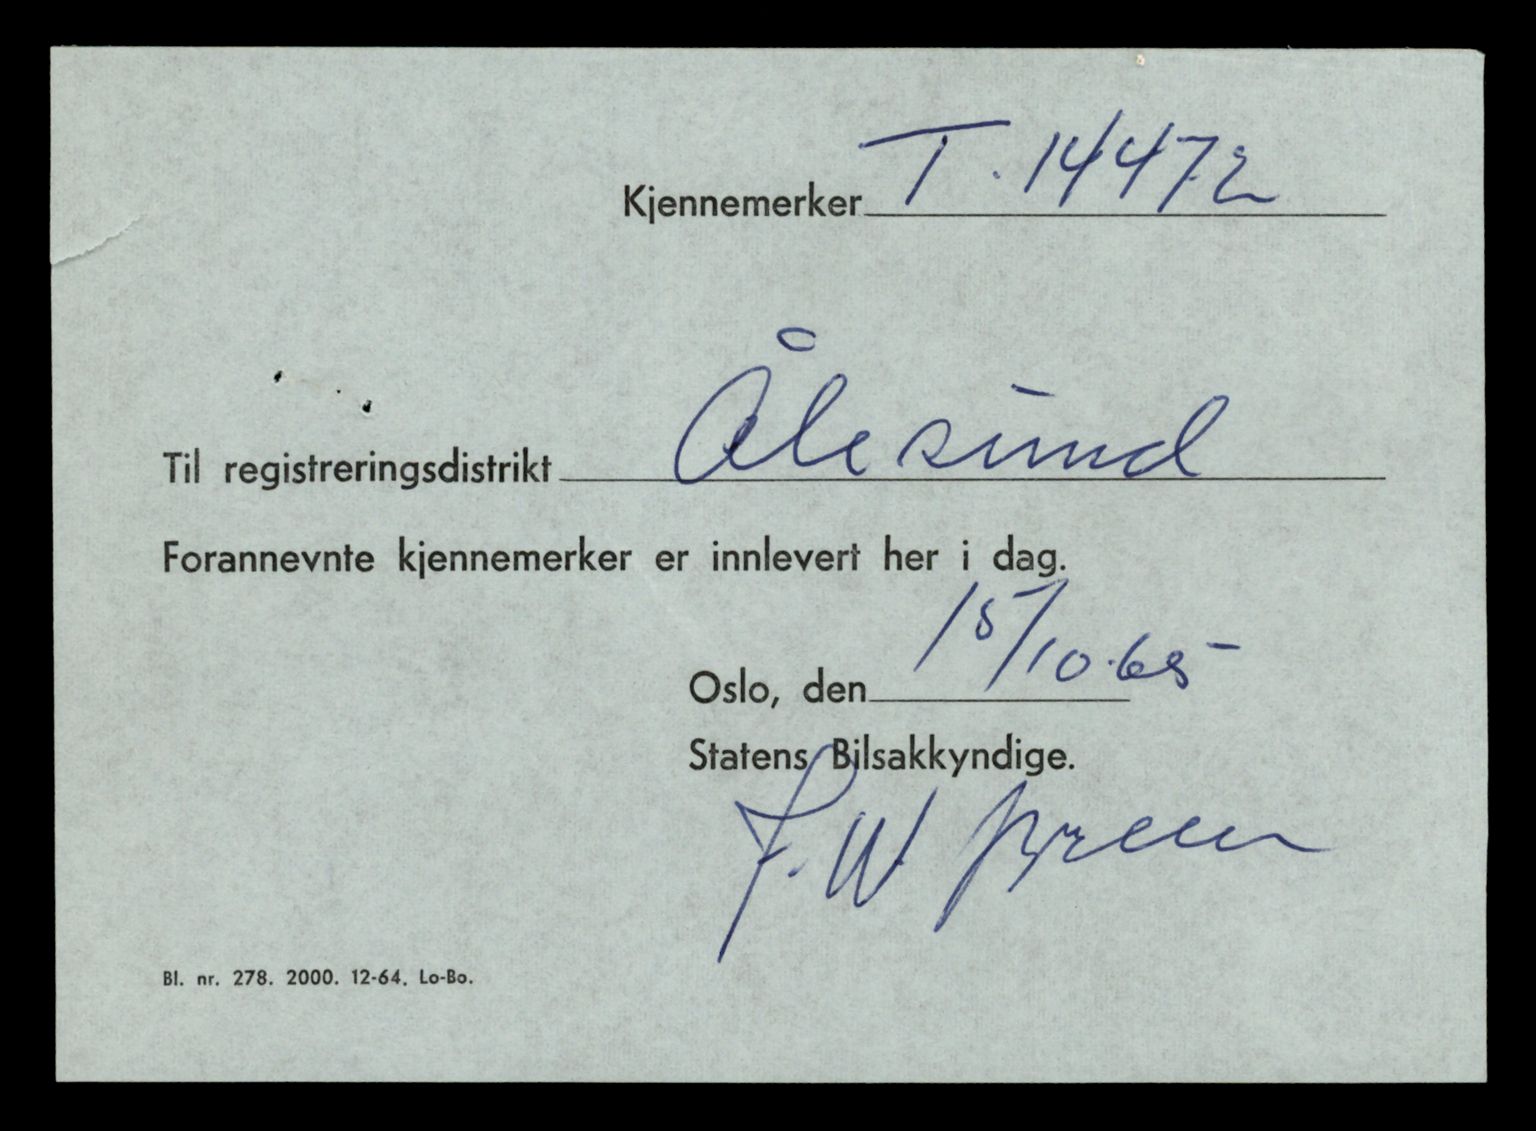 Kjennemerker T. 14472
Til registreringsdistrikt Ålesund
Forannevnte kjennemerker er innlevert her i dag.
Oslo, den 15/10.65
Statens Bilsakkyndige.
F. W.
Bl. nr. 278. 2000. 12-64. Lo-Bo.